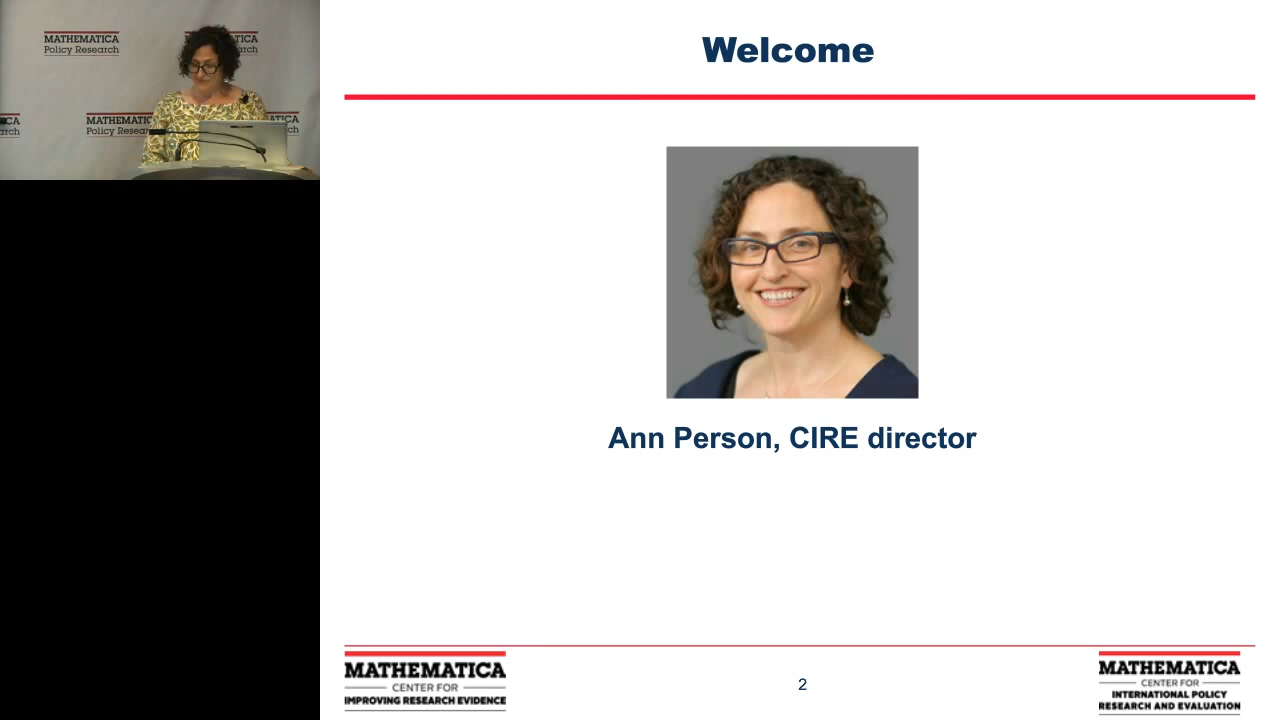 MATHEMATICA
Policy Research
MATHEMATICA
Policy Research
Welcome
Ann Person, CIRE director
MATHEMATICA
CENTER FOR
IMPROVING RESEARCH EVIDENCE
2
MATHEMATICA
CENTER FOR
INTERNATIONAL POLICY
RESEARCH AND EVALUATION